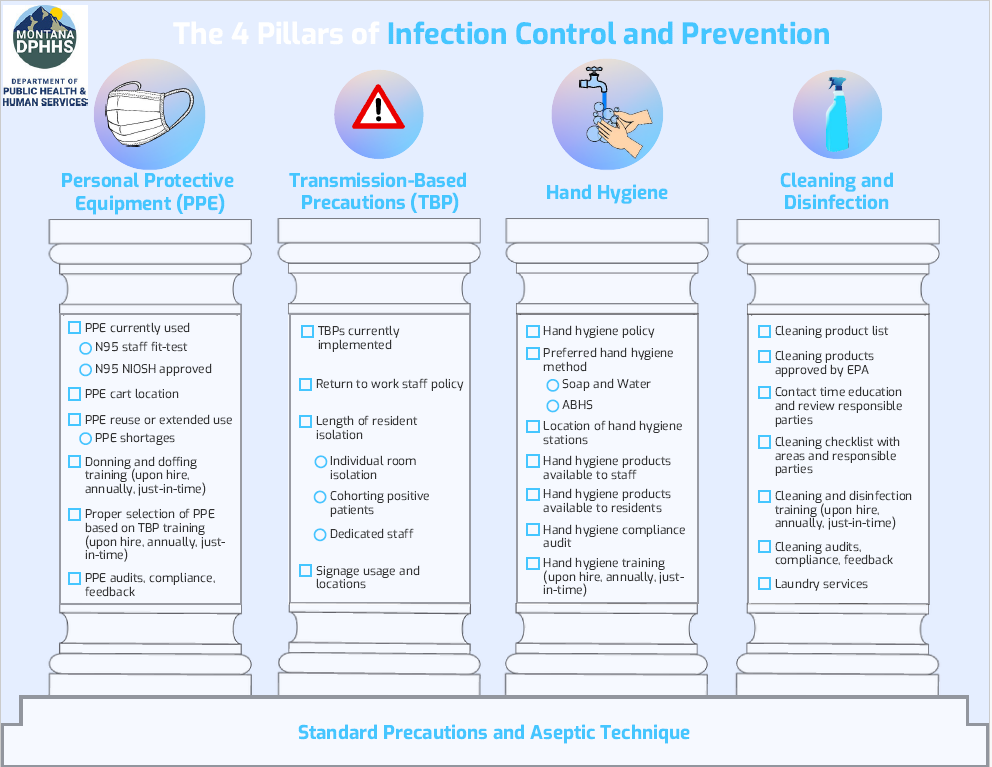 MONTANA
DPHHS
DEPARTMENT OF
PUBLIC HEALTH &
HUMAN SERVICES
The 4 Pillars of Infection Control and Prevention
Personal Protective
Equipment (PPE)
PPE currently used
N95 staff fit-test
N95 NIOSH approved
PPE cart location
PPE reuse or extended use
PPE shortages
Donning and doffing
training (upon hire,
annually, just-in-time)
Proper selection of PPE
based on TBP training
(upon hire, annually, just-
in-time)
PPE audits, compliance,
feedback
Transmission-Based
Precautions (TBP)
TBPs currently
implemented
Return to work staff policy
Length of resident
isolation
Individual room
isolation
Cohorting positive
patients
Dedicated staff
Signage usage and
locations
Hand Hygiene
Hand hygiene policy
Preferred hand hygiene
method
Soap and Water
ABHS
Location of hand hygiene
stations
Hand hygiene products
available to staff
Hand hygiene products
available to residents
Hand hygiene compliance
audit
Hand hygiene training
(upon hire, annually, just-
in-time)
Cleaning and
Disinfection
Cleaning product list
Cleaning products
approved by EPA
Contact time education
and review responsible
parties
Cleaning checklist with
areas and responsible
parties
Cleaning and disinfection
training (upon hire,
annually, just-in-time)
Cleaning audits,
compliance, feedback
Laundry services
Standard Precautions and Aseptic Technique